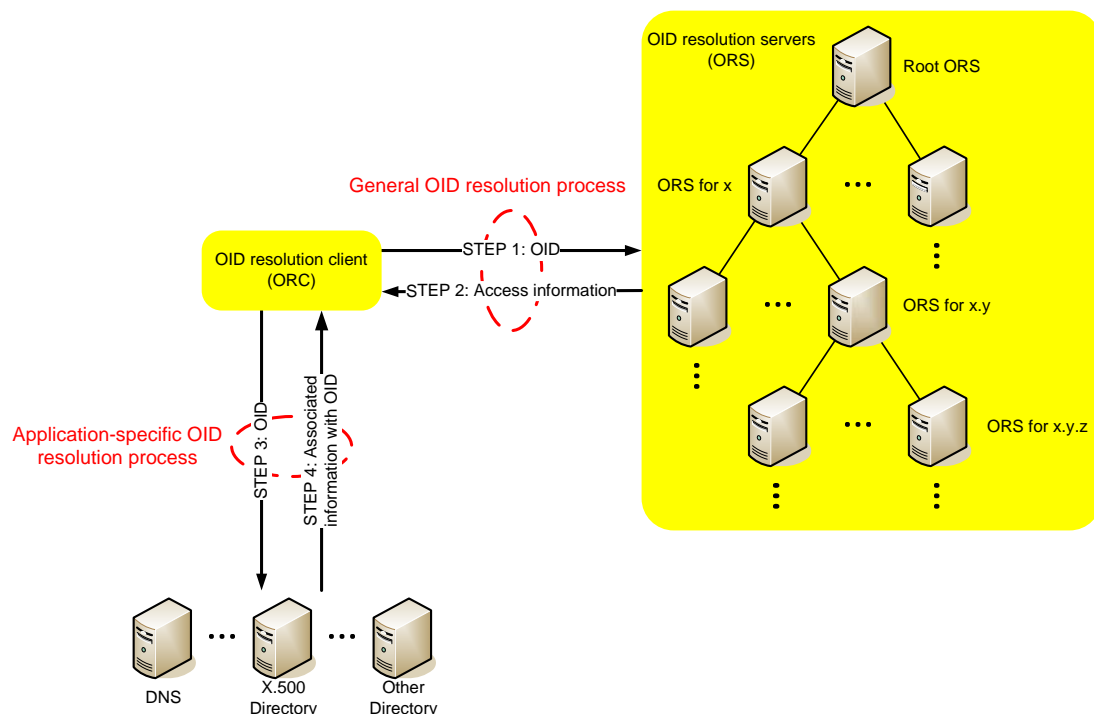 OID resolution servers
(ORS)
Root ORS
General OID resolution process
ORS for x
OID resolution client
(ORC)
STEP 1: OID
STEP 2: Access information
ORS for x.y
Application-specific OID
resolution process
STEP 3: OID
STEP 4: Associated
information with OID
ORS for x.y.z
DNS
X.500
Directory
Other
Directory